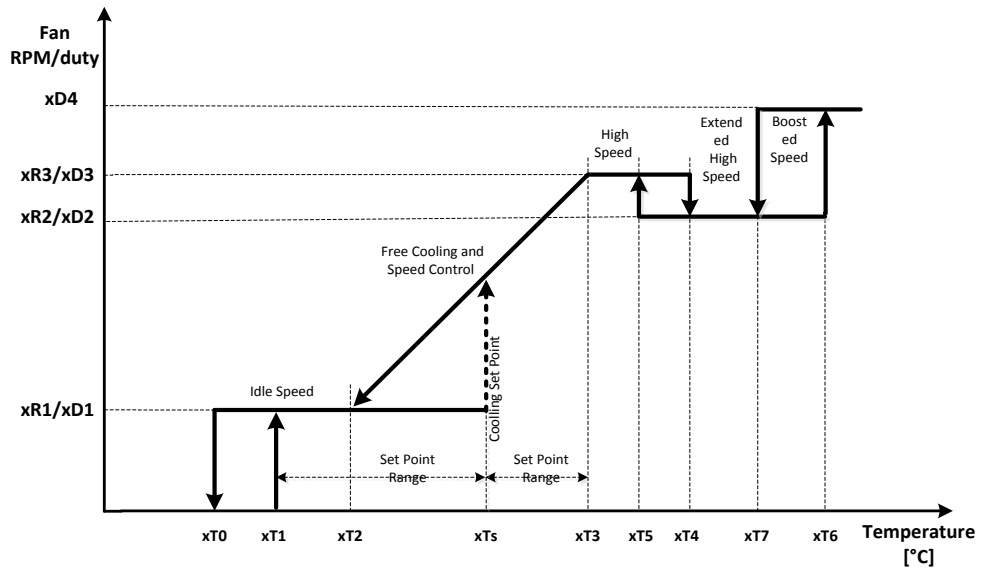 Fan
RPM/duty
xD4
High
Speed
Extend
ed
High
Speed
Boost
ed
Speed
xR3/xD3
xR2/xD2
Free Cooling and
Speed Control
Coolling Set Point
Idle Speed
xR1/xD1
Set Point
Range
Set Point
Range
xT0
xT1
xT2
xTs
xT3
xT5
xT4
xT7
xT6
Temperature
[°C]